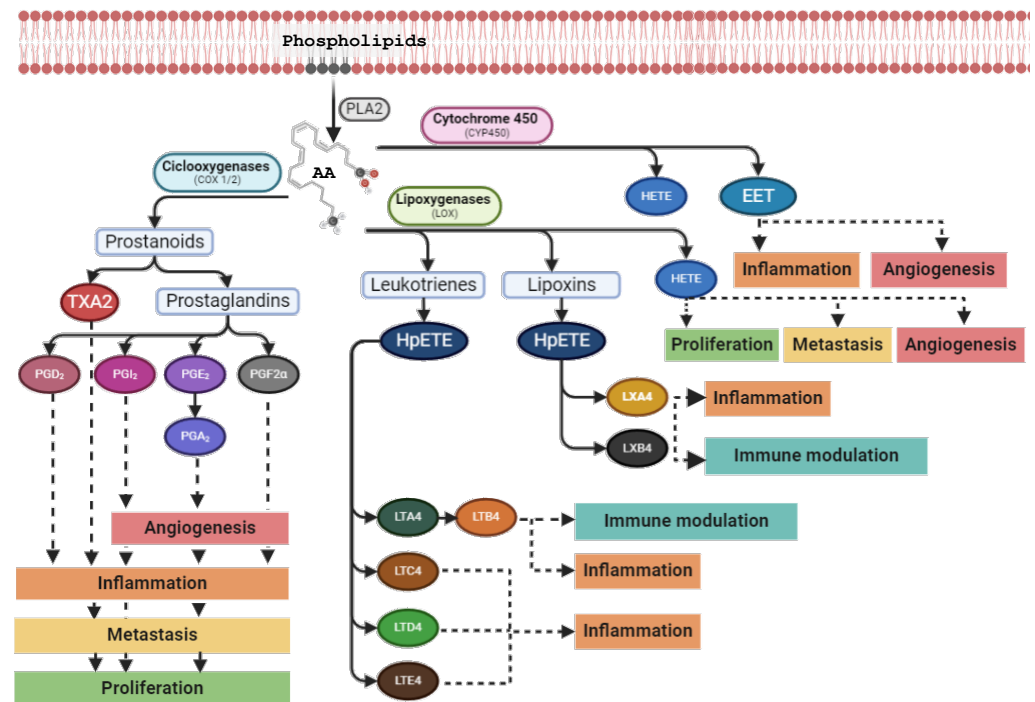 Phospholipids
PLA2
Cytochrome 450
(CYP450)
Ciclooxygenases
(COX 1/2)
AA
Lipoxygenases
(LOX)
HETE
EET
Prostanoids
Inflammation
Angiogenesis
TXA2
Prostaglandins
Leukotrienes
Lipoxins
HETE
HpETE
HpETE
Proliferation
Metastasis
Angiogenesis
PGD₂
PGI₂
PGE₂
PGF2α
LXA4
Inflammation
PGA₂
LXB4
Immune modulation
Angiogenesis
LTA4
LTB4
Immune modulation
Inflammation
LTC4
Inflammation
Metastasis
LTD4
Inflammation
Proliferation
LTE4